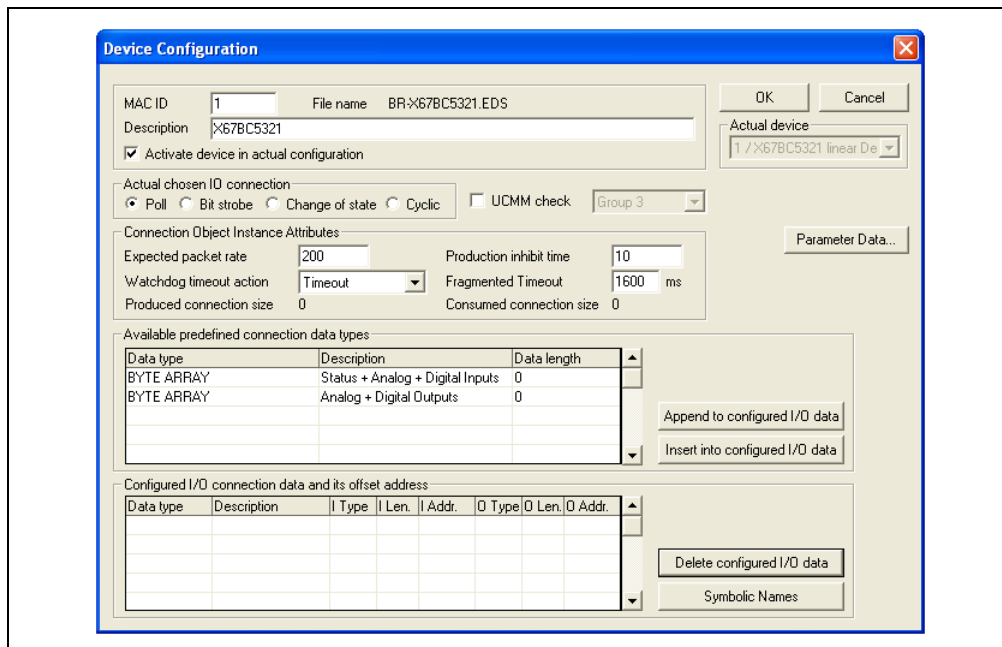 Device Configuration
MAC ID 1 File name BR-X67BC5321.EDS
Description X67BC5321
Activate device in actual configuration
OK Cancel
Actual device
1 / X67BC5321 linear De
Actual chosen IO connection
Poll Bit strobe Change of state Cyclic
UCMM check Group 3
Connection Object Instance Attributes
Expected packet rate 200 Production inhibit time 10
Watchdog timeout action Timeout Fragmented Timeout 1600 ms
Produced connection size 0 Consumed connection size 0
Parameter Data...
Available predefined connection data types
Data type Description Data length
BYTE ARRAY Status + Analog + Digital Inputs 0
BYTE ARRAY Analog + Digital Outputs 0
Append to configured I/O data
Insert into configured I/O data
Configured I/O connection data and its offset address
Data type Description I Type I Len. I Addr. O Type O Len. O Addr.
Delete configured I/O data
Symbolic Names